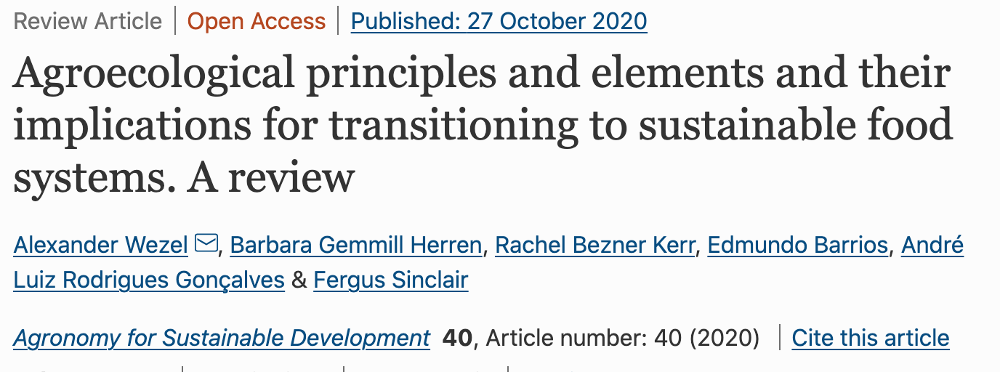 Review Article | Open Access | Published: 27 October 2020
Agroecological principles and elements and their
implications for transitioning to sustainable food
systems. A review
Alexander Wezel, Barbara Gemmill Herren, Rachel Bezner Kerr, Edmundo Barrios, André
Luiz Rodrigues Gonçalves & Fergus Sinclair
Agronomy for Sustainable Development 40, Article number: 40 (2020) | Cite this article